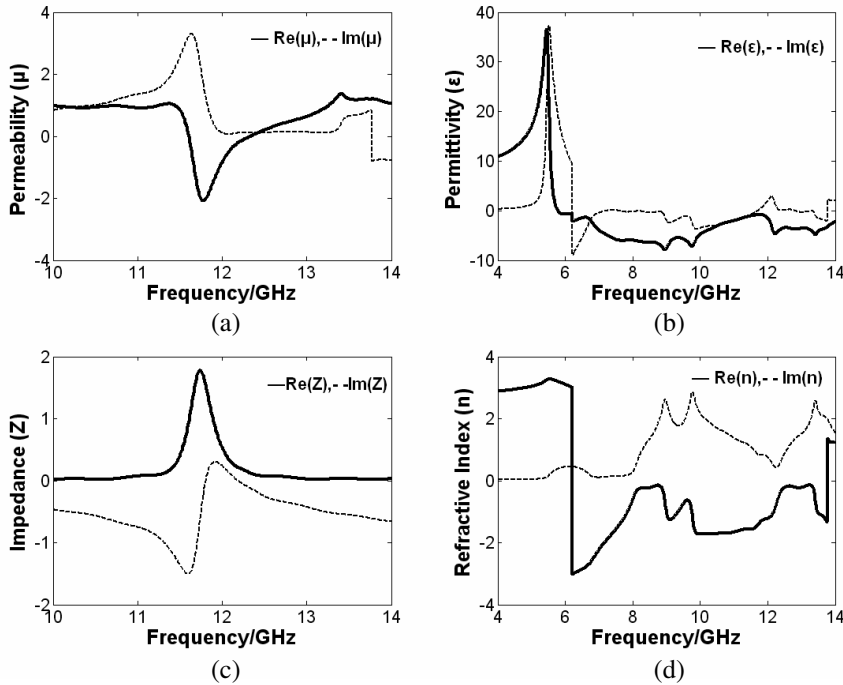 4
2
0
-2
-4
10 11 12 13 14
Permeability (μ)
Frequency/GHz
Re(μ),- - Im(μ)
(a)
40
30
20
10
0
-10
4 6 8 10 12 14
Permittivity (ε)
Frequency/GHz
Re(ε),- - Im(ε)
(b)
2
1
0
-1
-2
10 11 12 13 14
Impedance (Z)
Frequency/GHz
Re(Z),- -Im(Z)
(c)
4
2
0
-2
-4
4 6 8 10 12 14
Refractive Index (n)
Frequency/GHz
Re(n),- - Im(n)
(d)